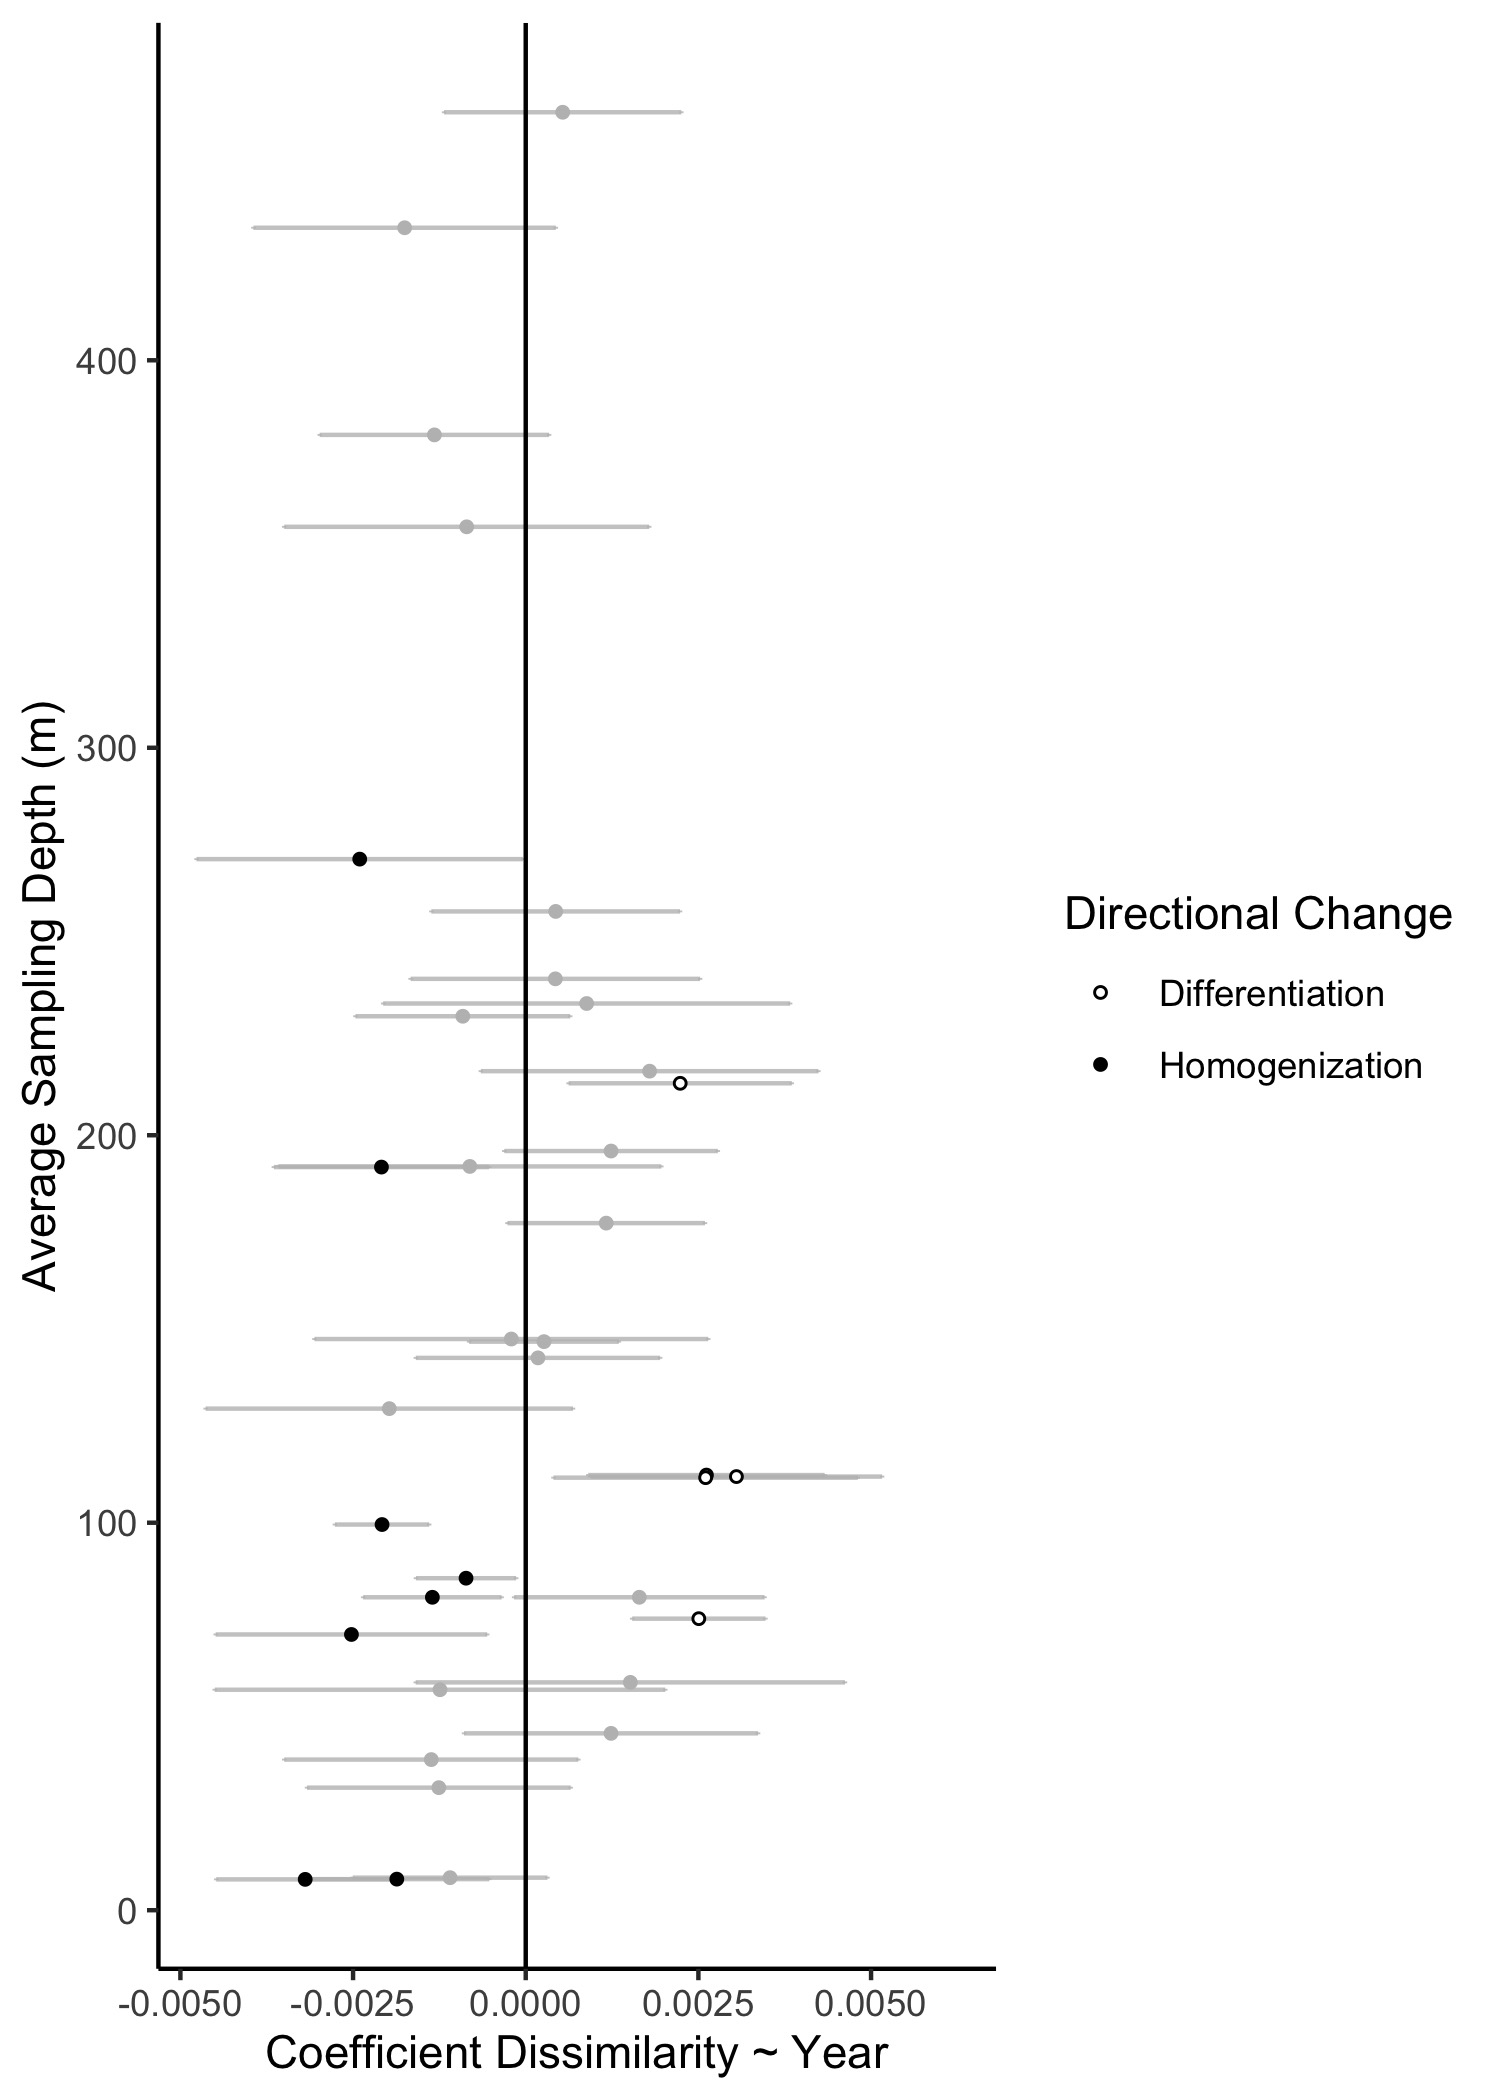 400
300
200
100
0
Average Sampling Depth (m)
-0.0050 -0.0025 0.0000 0.0025 0.0050
Coefficient Dissimilarity ~ Year
Directional Change
Differentiation
Homogenization